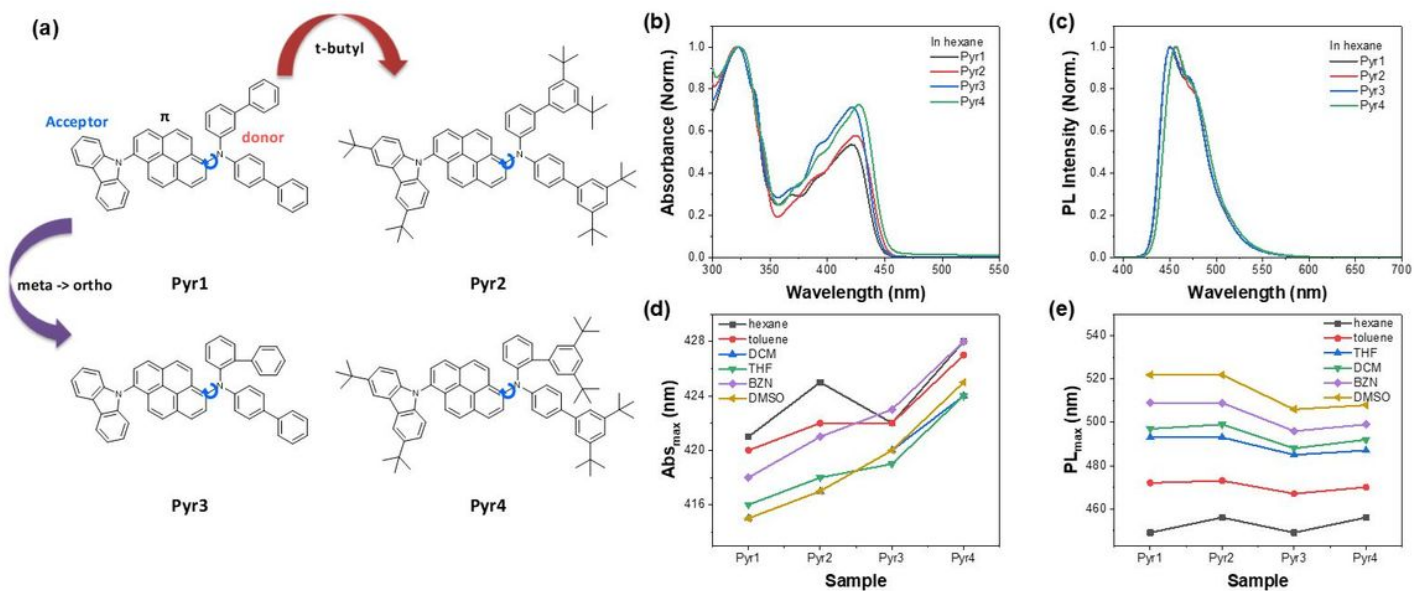 (a)
t-butyl
Acceptor
π
donor
N
N
N
N
meta -> ortho
Pyr1
Pyr2
N
N
N
N
Pyr3
Pyr4
(b)
Absorbance (Norm.)
1.0
0.8
0.6
0.4
0.2
0.0
In hexane
Pyr1
Pyr2
Pyr3
Pyr4
300 350 400 450 500 550
Wavelength (nm)
(c)
PL Intensity (Norm.)
1.0
0.8
0.6
0.4
0.2
0.0
In hexane
Pyr1
Pyr2
Pyr3
Pyr4
400 450 500 550 600 650 700
Wavelength (nm)
(d)
Absmax (nm)
428
424
420
416
hexane
toluene
DCM
THF
BZN
DMSO
Pyr1 Pyr2 Pyr3 Pyr4
Sample
(e)
PLmax (nm)
540
520
500
480
460
hexane
toluene
THF
DCM
BZN
DMSO
Pyr1 Pyr2 Pyr3 Pyr4
Sample